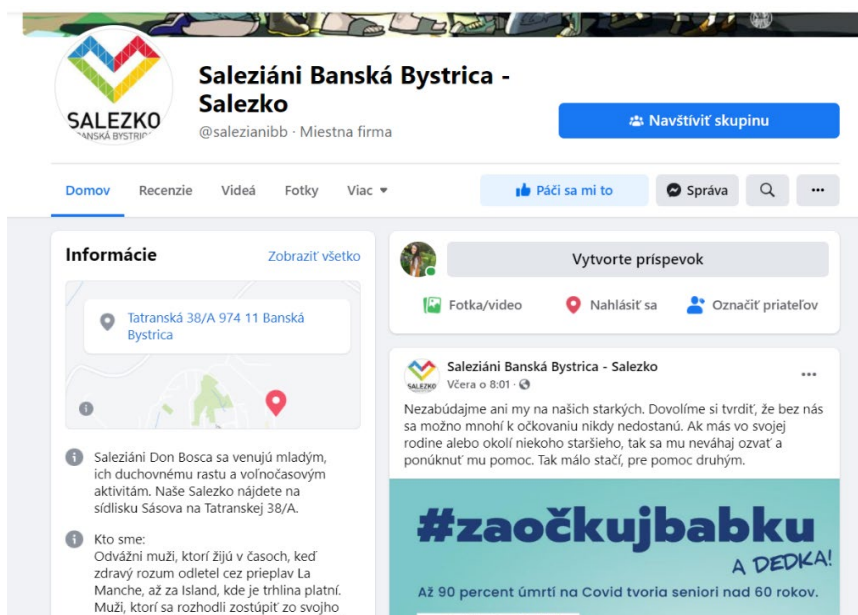 Saleziáni Banská Bystrica -
Salezko
@salezianibb · Miestna firma
SALEZKO
BANSKÁ BYSTRICA
Navštíviť skupinu
Domov Recenzie Videá Fotky Viac
Páči sa mi to Správa
Informácie Zobraziť všetko
Tatranská 38/A 974 11 Banská
Bystrica
Saleziáni Don Bosca sa venujú mladým,
ich duchovnému rastu a voľnočasovým
aktivitám. Naše Salezko nájdete na
sídlisku Sásova na Tatranskej 38/A.
Kto sme:
Odvážni muži, ktorí žijú v časoch, keď
zdravý rozum odletel cez prieplav La
Manche, až za Island, kde je trhlina platní.
Muži, ktorí sa rozhodli zostúpiť zo svojho
Vytvorte príspevok
Fotka/video Nahlásiť sa Označiť priateľov
SALEZKO
Saleziáni Banská Bystrica - Salezko
Včera o 8:01 ·
Nezabúdajme ani my na našich starkých. Dovolíme si tvrdiť, že bez nás
sa možno mnohí k očkovaniu nikdy nedostanú. Ak más vo svojej
rodine alebo okolí niekoho staršieho, tak sa mu neváhaj ozvať a
ponúknuť mu pomoc. Tak málo stačí, pre pomoc druhým.
#zaočkujbabku
A DEDKA!
Až 90 percent úmrtí na Covid tvoria seniori nad 60 rokov.